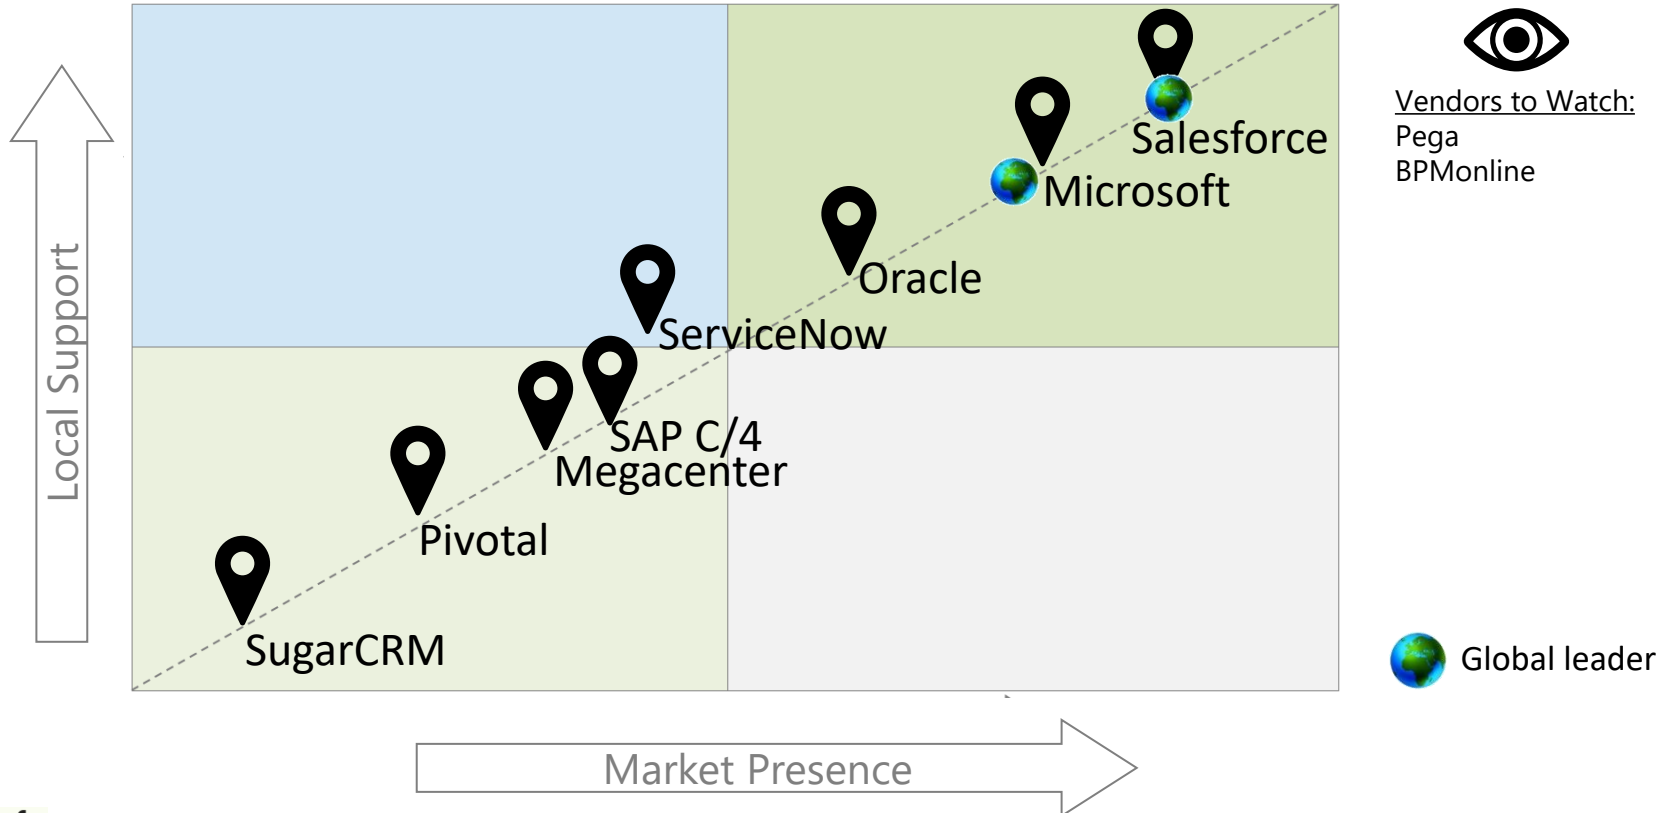 Vendors to Watch:
Pega
BPMonline
Salesforce
Microsoft
Oracle
ServiceNow
SAP C/4
Megacenter
Pivotal
SugarCRM
Local Support
Market Presence
Global leader